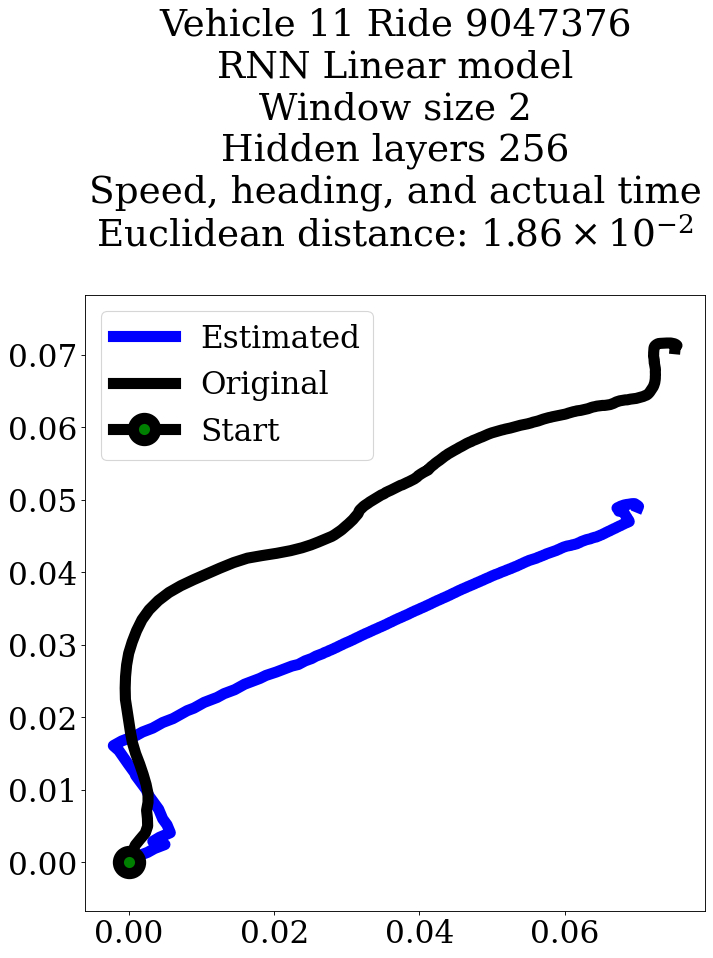 Vehicle 11 Ride 9047376
RNN Linear model
Window size 2
Hidden layers 256
Speed, heading, and actual time
Euclidean distance: 1.86 × 10⁻²
Estimated
Original
Start
0.07
0.06
0.05
0.04
0.03
0.02
0.01
0.00
0.00 0.02 0.04 0.06